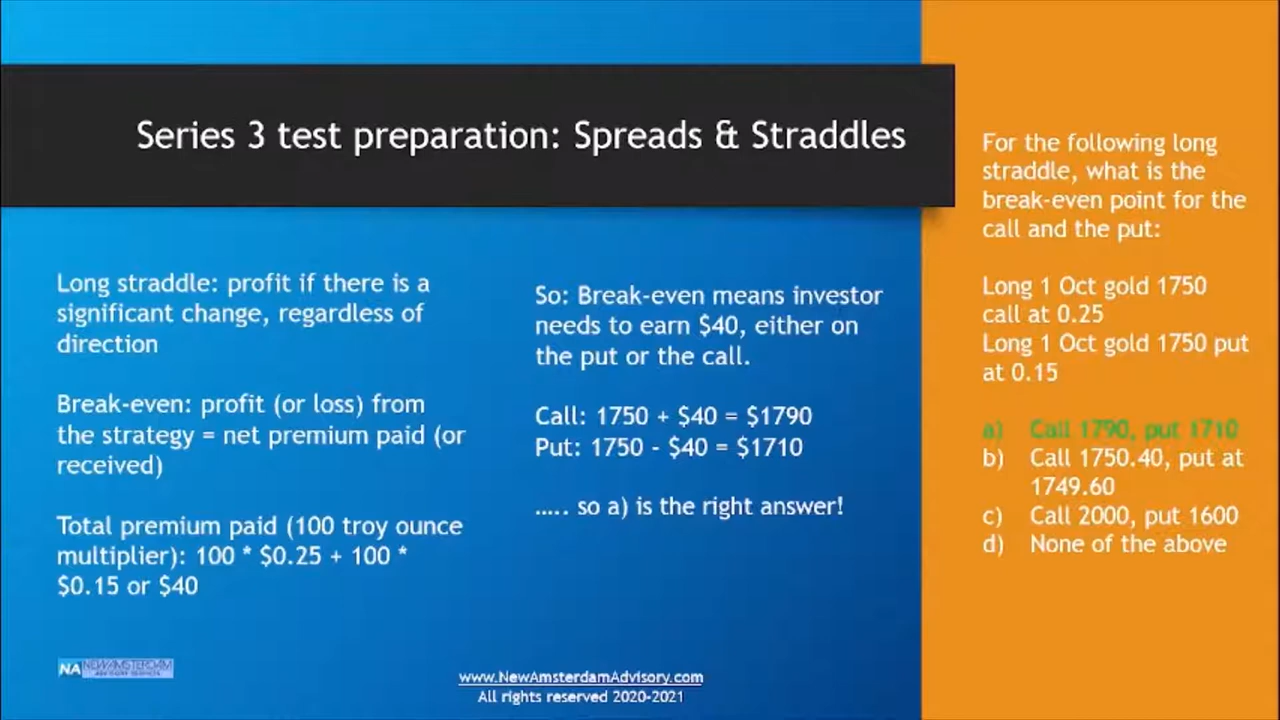 Series 3 test preparation: Spreads & Straddles
Long straddle: profit if there is a
significant change, regardless of
direction
Break-even: profit (or loss) from
the strategy = net premium paid (or
received)
Total premium paid (100 troy ounce
multiplier): 100 * $0.25 + 100 *
$0.15 or $40
So: Break-even means investor
needs to earn $40, either on
the put or the call.
Call: 1750 + $40 = $1790
Put: 1750 - $40 = $1710
..... so a) is the right answer!
For the following long
straddle, what is the
break-even point for the
call and the put:
Long 1 Oct gold 1750
call at 0.25
Long 1 Oct gold 1750 put
at 0.15
a) Call 1790, put 1710
b) Call 1750.40, put at
1749.60
c) Call 2000, put 1600
d) None of the above
NA NEWAMSTERDAM
ADVISORY SERVICES
www.NewAmsterdamAdvisory.com
All rights reserved 2020-2021